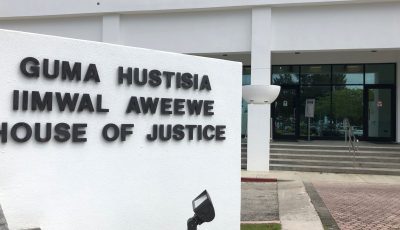 GUMA HUSTISIA
IIMWAL AWEEWE
HOUSE OF JUSTICE